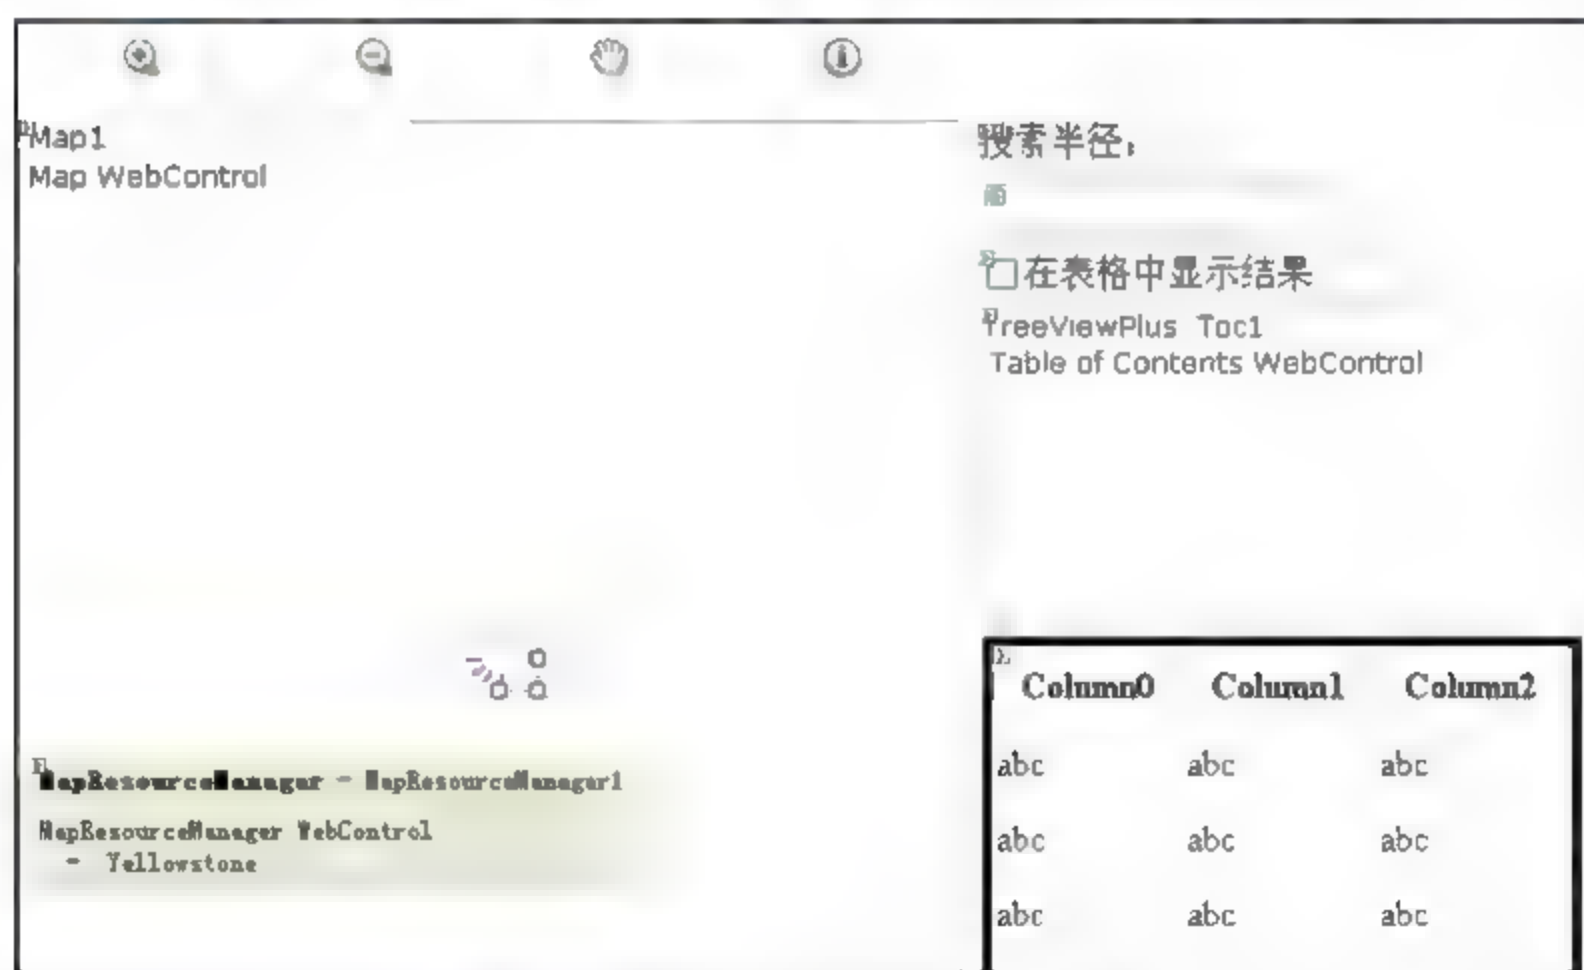 Map1
Map WebControl
搜索半径:
在表格中显示结果
TreeViewPlus Toc1
Table of Contents WebControl
MapResourceManager - MapResourceManager1
MapResourceManager WebControl
- Yellowstone
Column0 Column1 Column2
abc abc abc
abc abc abc
abc abc abc